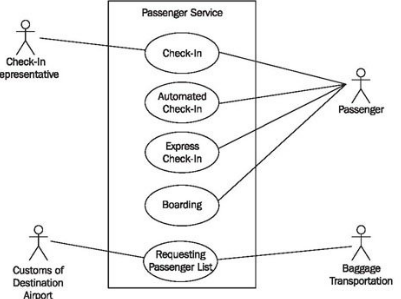 Passenger Service
Check-In
epresentative
Check-In
Automated
Check-In
Passenger
Express
Check-In
Boarding
Customs of
Destination
Airport
Requesting
Passenger List
Baggage
Transportation